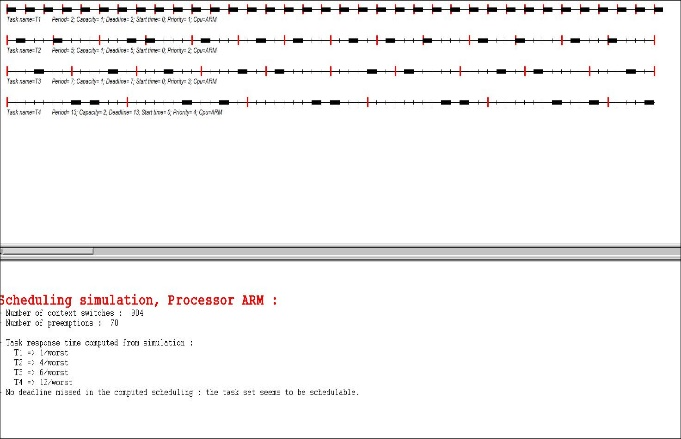 Task name=T1 Period= 2; Capacity= 1; Deadline= 2; Start time= 0; Priority= 1; Cpu=ARM
Task name=T2 Period= 5; Capacity= 1; Deadline= 5; Start time= 0; Priority= 2; Cpu=ARM
Task name=T3 Period= 7; Capacity= 1; Deadline= 7; Start time= 0; Priority= 3; Cpu=ARM
Task name=T4 Period= 13; Capacity= 2; Deadline= 13; Start time= 0; Priority= 4; Cpu=ARM
Scheduling simulation, Processor ARM :
- Number of context switches : 904
- Number of preemptions : 70
- Task response time computed from simulation :
T1 => 1/worst
T2 => 4/worst
T3 => 6/worst
T4 => 12/worst
- No deadline missed in the computed scheduling : the task set seems to be schedulable.